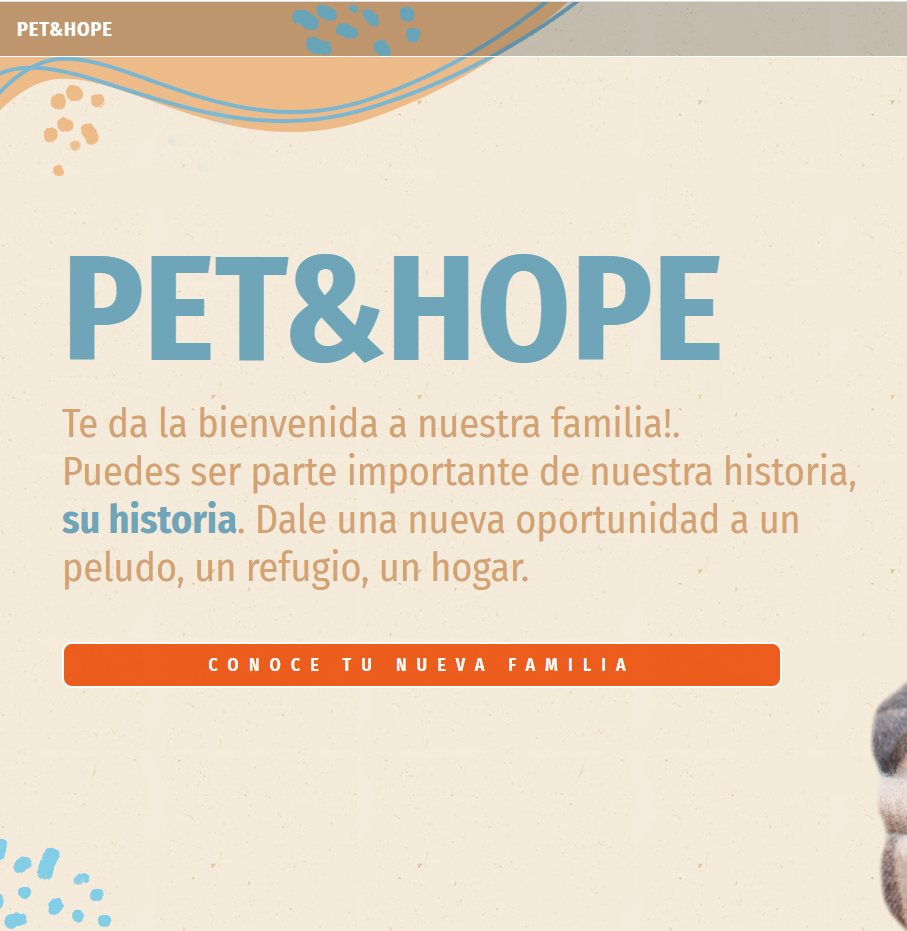 PET&HOPE
PET&HOPE
Te da la bienvenida a nuestra familia!.
Puedes ser parte importante de nuestra historia,
su historia. Dale una nueva oportunidad a un
peludo, un refugio, un hogar.
CONOCE TU NUEVA FAMILIA